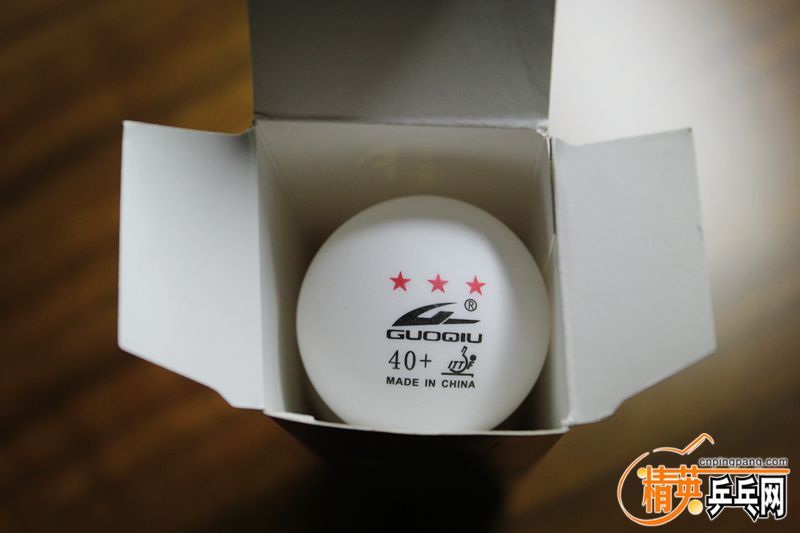 ★ ★ ★
®
GUOQIU
40+ ITTF
MADE IN CHINA
cnpingpang.com
精英乒乓网